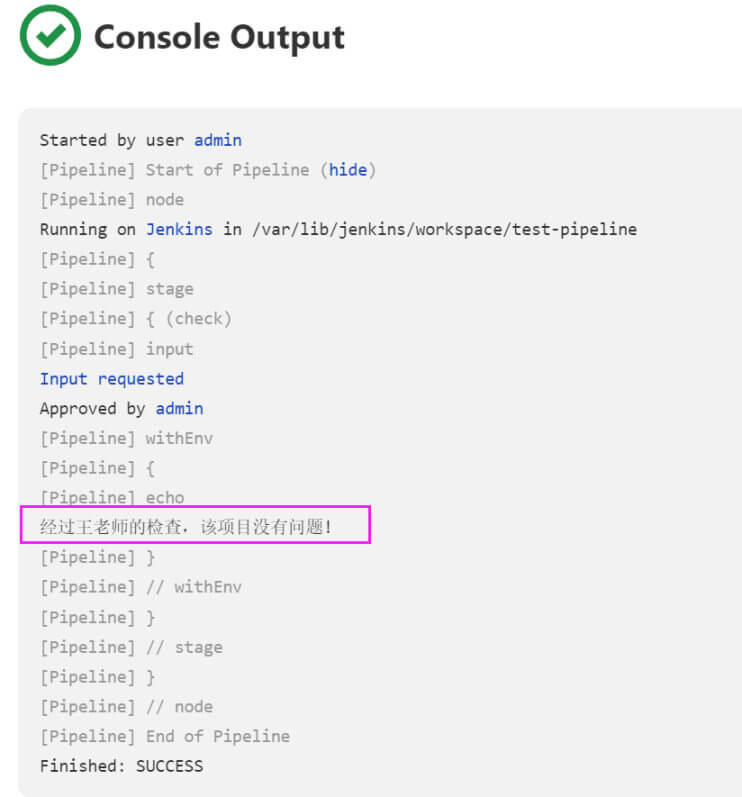 Console Output
Started by user admin
[Pipeline] Start of Pipeline (hide)
[Pipeline] node
Running on Jenkins in /var/lib/jenkins/workspace/test-pipeline
[Pipeline] {
[Pipeline] stage
[Pipeline] { (check)
[Pipeline] input
Input requested
Approved by admin
[Pipeline] withEnv
[Pipeline] {
[Pipeline] echo
经过王老师的检查，该项目没有问题!
[Pipeline] }
[Pipeline] // withEnv
[Pipeline] }
[Pipeline] // stage
[Pipeline] }
[Pipeline] // node
[Pipeline] End of Pipeline
Finished: SUCCESS